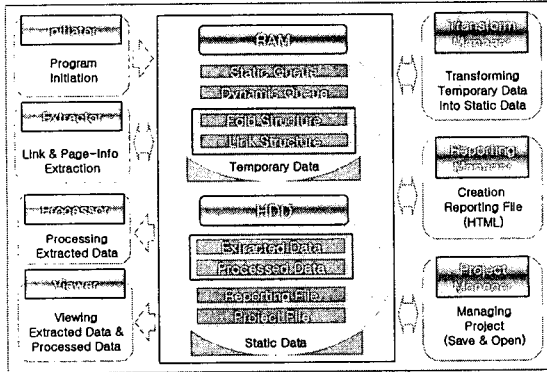 Initiator
Program
Initiation
Extractor
Link & Page-Info
Extraction
Processor
Processing
Extracted Data
Viewer
Viewing
Extracted Data &
Processed Data
RAM
Static Queue
Dynamic Queue
Fold Structure
Link Structure
Temporary Data
HDD
Extracted Data
Processed Data
Reporting File
Project File
Static Data
Transform
Manager
Transforming
Temporary Data
Into Static Data
Reporting
Manager
Creation
Reporting File
(HTML)
Project
Manager
Managing
Project
(Save & Open)